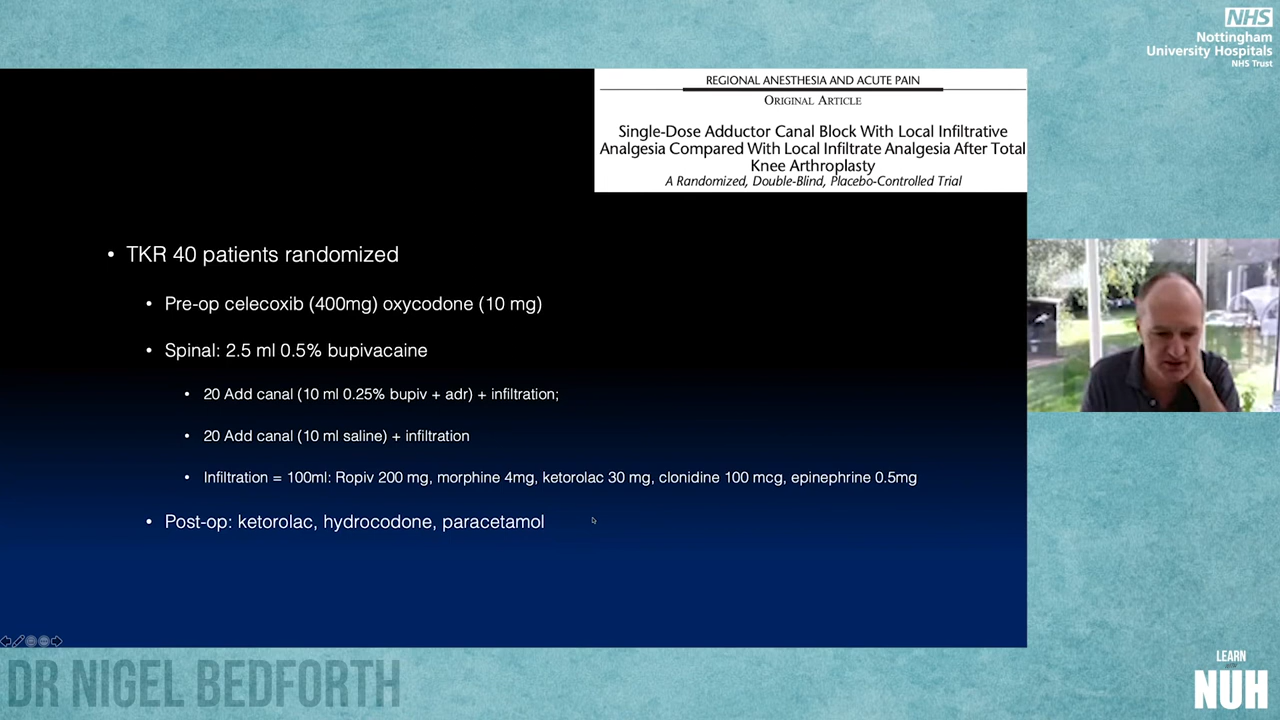 NHS
Nottingham
University Hospitals
NHS Trust
REGIONAL ANESTHESIA AND ACUTE PAIN
ORIGINAL ARTICLE
Single-Dose Adductor Canal Block With Local Infiltrative
Analgesia Compared With Local Infiltrate Analgesia After Total
Knee Arthroplasty
A Randomized, Double-Blind, Placebo-Controlled Trial
• TKR 40 patients randomized
• Pre-op celecoxib (400mg) oxycodone (10 mg)
• Spinal: 2.5 ml 0.5% bupivacaine
• 20 Add canal (10 ml 0.25% bupiv + adr) + infiltration;
• 20 Add canal (10 ml saline) + infiltration
• Infiltration = 100ml: Ropiv 200 mg, morphine 4mg, ketorolac 30 mg, clonidine 100 mcg, epinephrine 0.5mg
• Post-op: ketorolac, hydrocodone, paracetamol
DR NIGEL BEDFORTH
LEARN
NUH